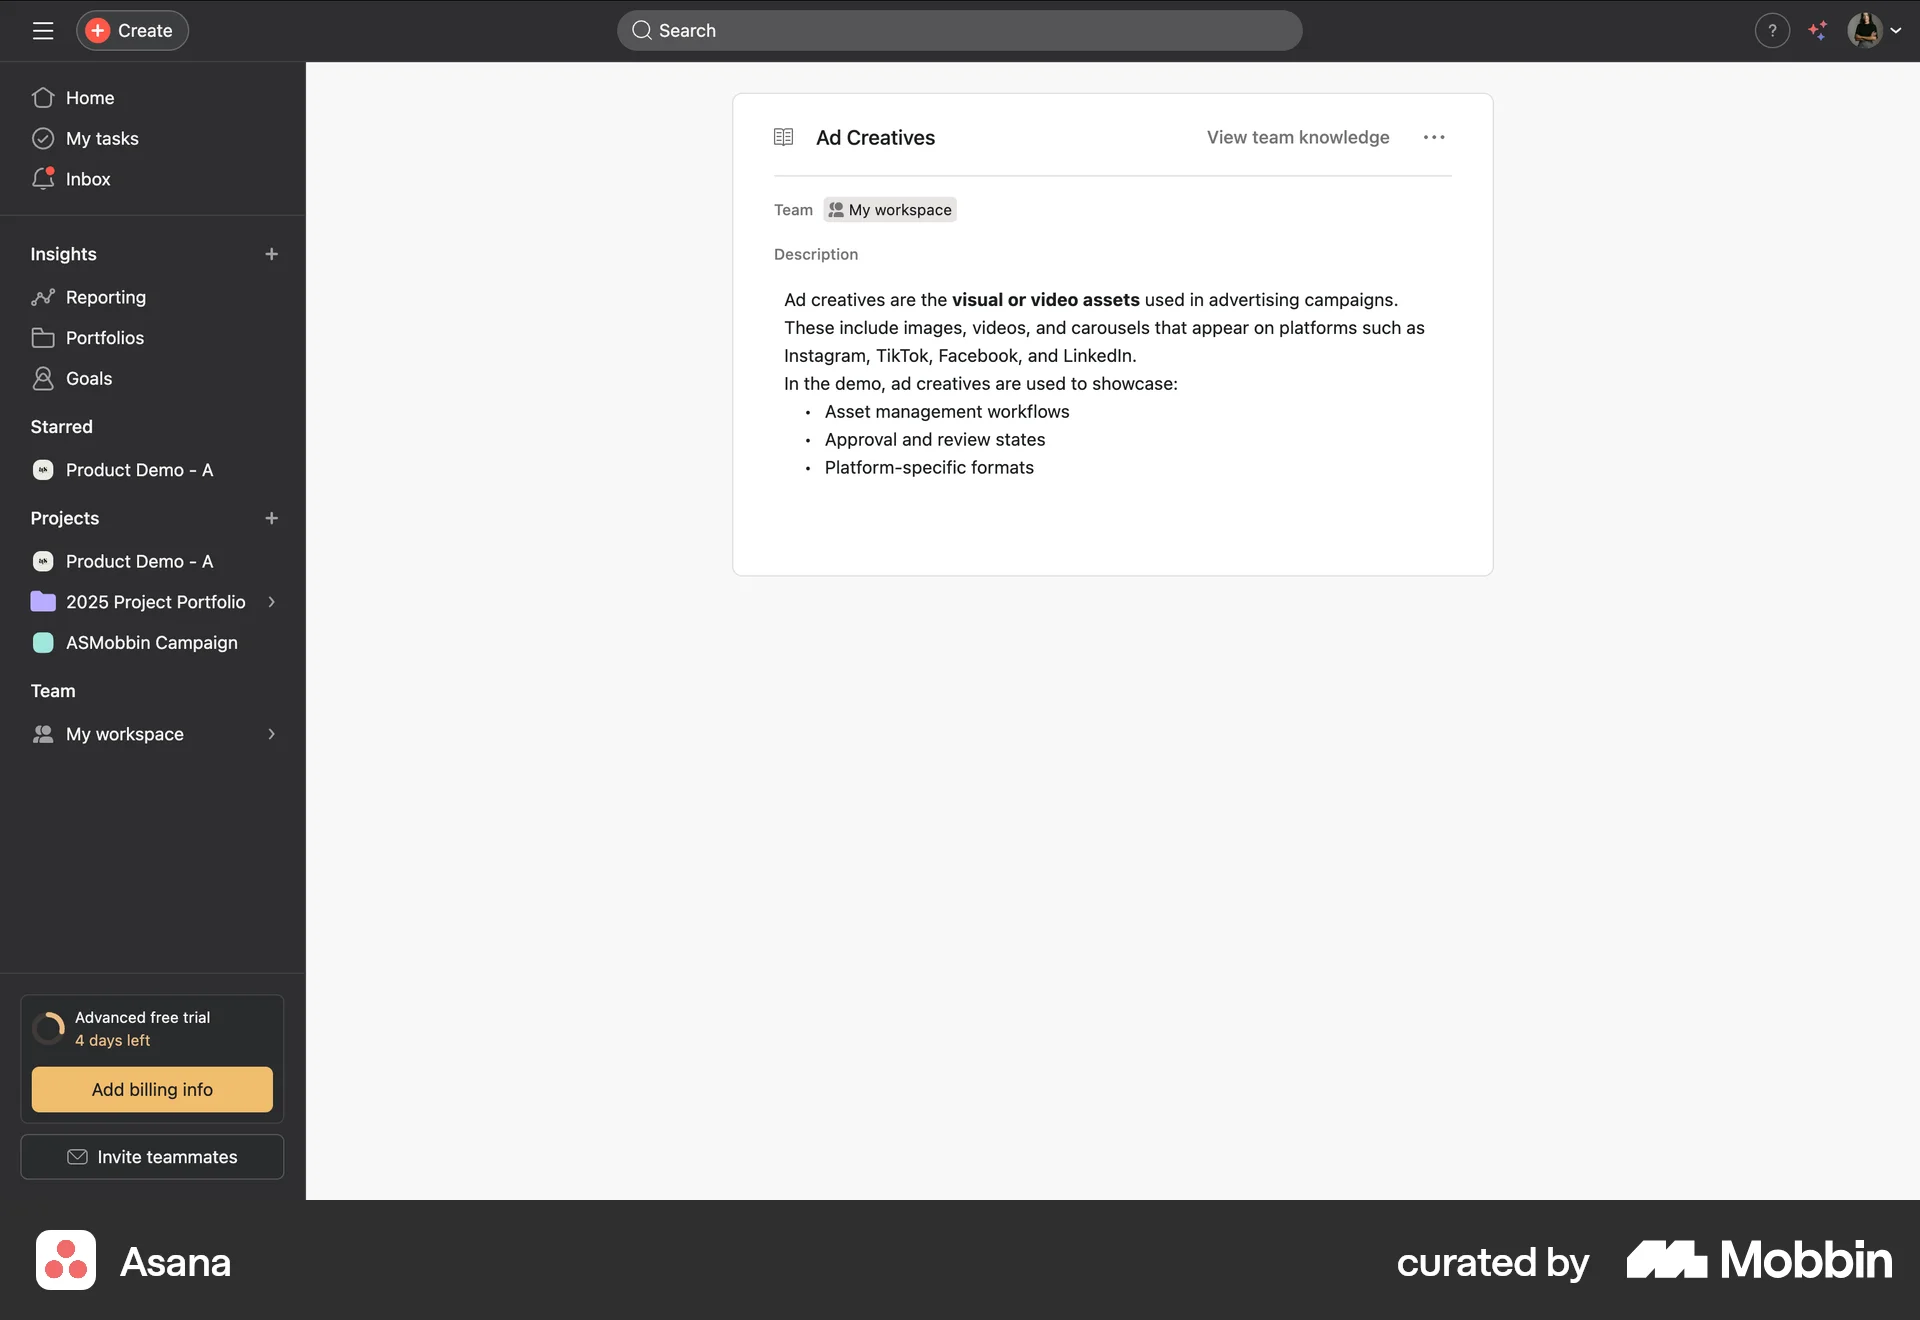 Create
Search
?
Home
My tasks
Inbox
Insights
Reporting
Portfolios
Goals
Starred
Product Demo - A
Projects
Product Demo - A
2025 Project Portfolio
ASMobbin Campaign
Team
My workspace
Advanced free trial
4 days left
Add billing info
Invite teammates
Ad Creatives
View team knowledge
Team My workspace
Description
Ad creatives are the visual or video assets used in advertising campaigns.
These include images, videos, and carousels that appear on platforms such as
Instagram, TikTok, Facebook, and LinkedIn.
In the demo, ad creatives are used to showcase:
• Asset management workflows
• Approval and review states
• Platform-specific formats
Asana
curated by Mobbin